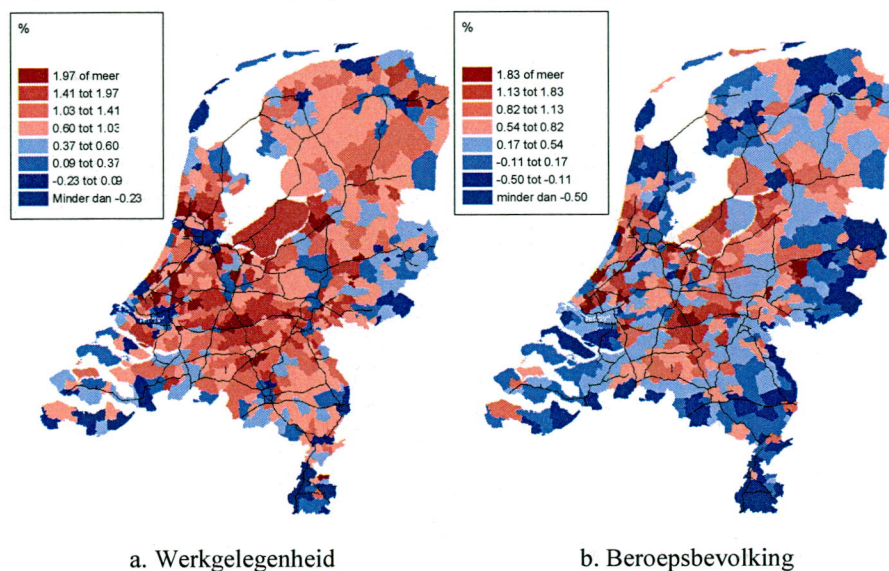 %
1.97 of meer
1.41 tot 1.97
1.03 tot 1.41
0.60 tot 1.03
0.37 tot 0.60
0.09 tot 0.37
-0.23 tot 0.09
Minder dan -0.23
%
1.83 of meer
1.13 tot 1.83
0.82 tot 1.13
0.54 tot 0.82
0.17 tot 0.54
-0.11 tot 0.17
-0.50 tot -0.11
minder dan -0.50
a. Werkgelegenheid
b. Beroepsbevolking